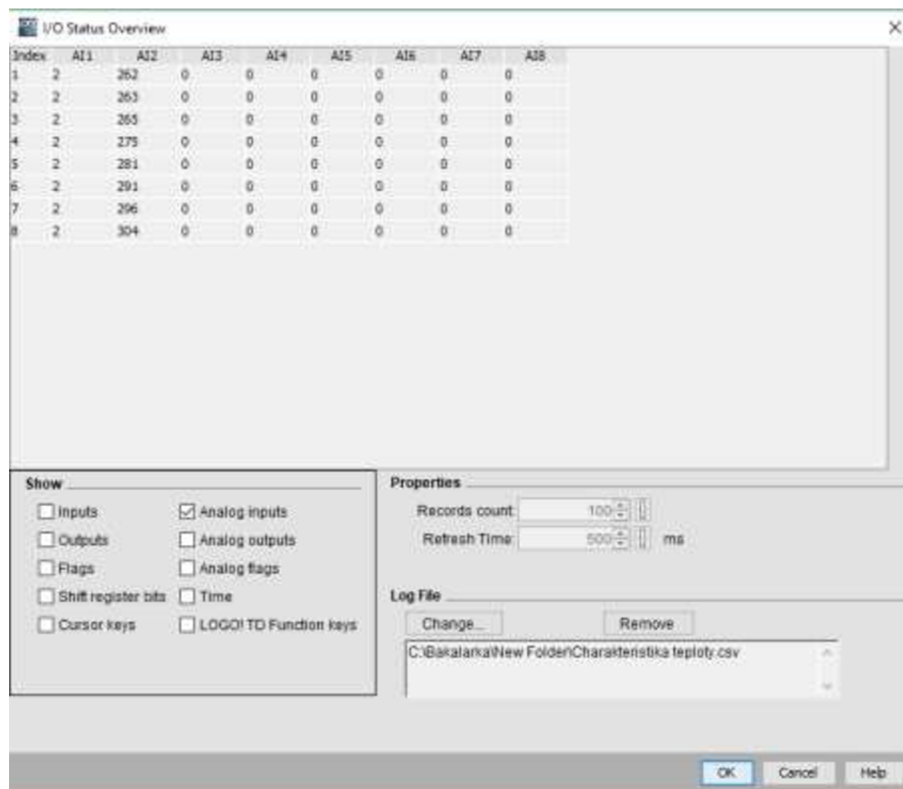 I/O Status Overview
Index AI1 AI2 AI3 AI4 AI5 AI6 AI7 AI8
1 2 262 0 0 0 0 0 0
2 2 263 0 0 0 0 0 0
3 2 265 0 0 0 0 0 0
4 2 275 0 0 0 0 0 0
5 2 281 0 0 0 0 0 0
6 2 291 0 0 0 0 0 0
7 2 296 0 0 0 0 0 0
8 2 304 0 0 0 0 0 0
Show
Inputs Analog inputs
Outputs Analog outputs
Flags Analog flags
Shift register bits Time
Cursor keys LOGO! TD Function keys
Properties
Records count: 100
Refresh Time: 500 ms
Log File
Change... Remove
C:\Bakalarka\New Folder\Charakteristika teploty.csv
OK Cancel Help